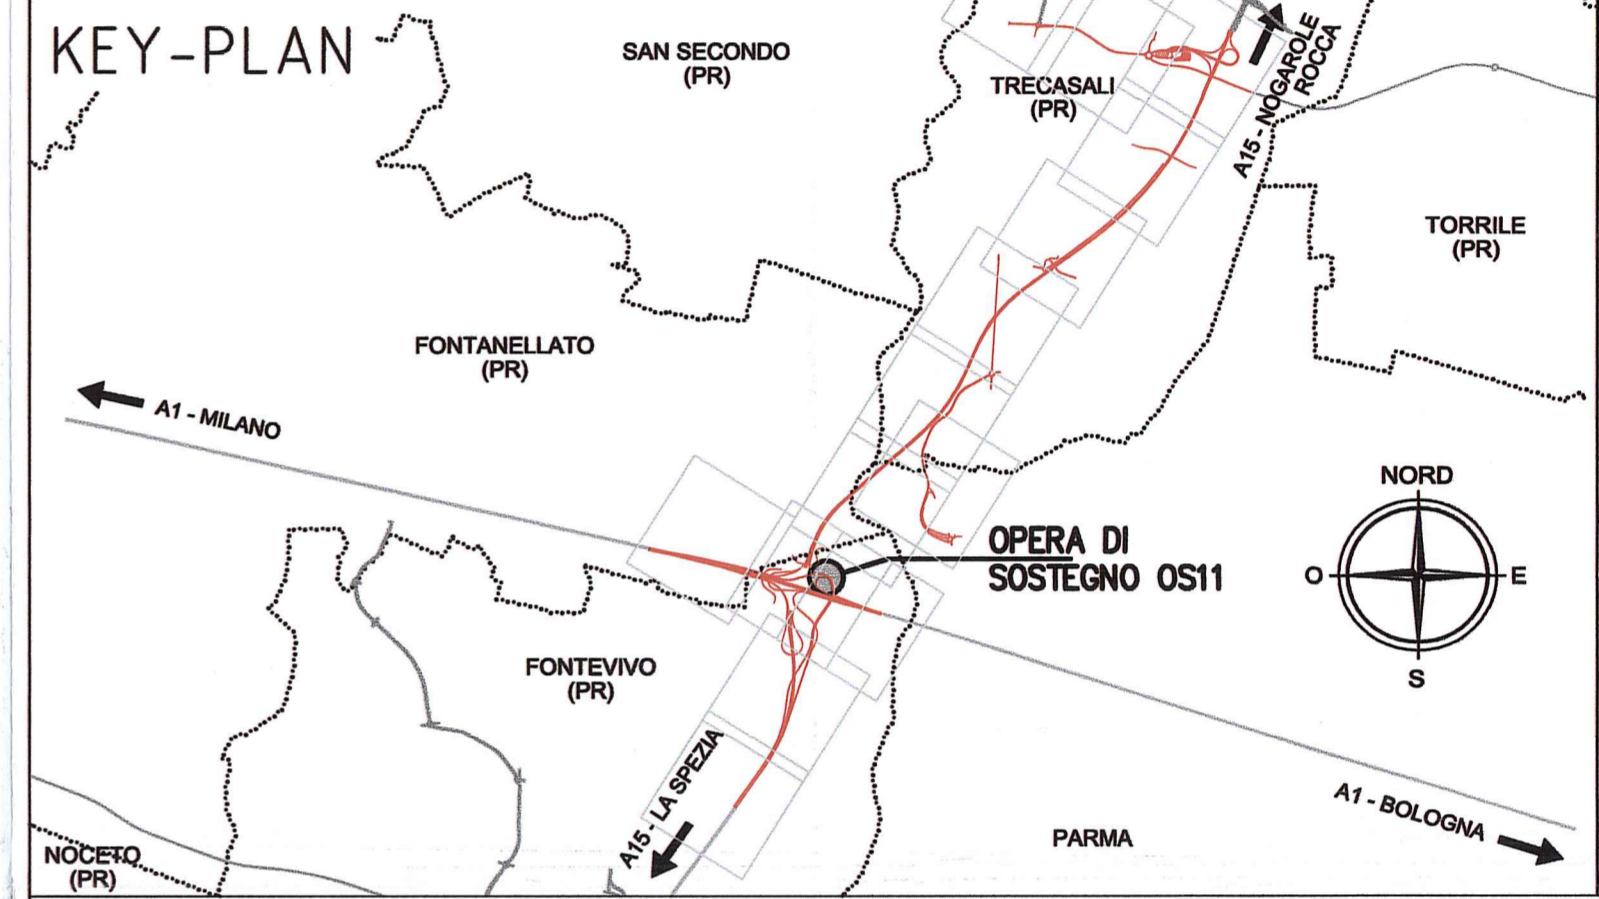 KEY-PLAN
SAN SECONDO
(PR)
TRECASALI
(PR)
A15 - NOGAROLE
ROCCA
TORRILE
(PR)
FONTANELLATO
(PR)
A1 - MILANO
NORD
O
E
S
OPERA DI
SOSTEGNO OS11
FONTEVIVO
(PR)
A15 - LA SPEZIA
A1 - BOLOGNA
PARMA
NOCETO
(PR)